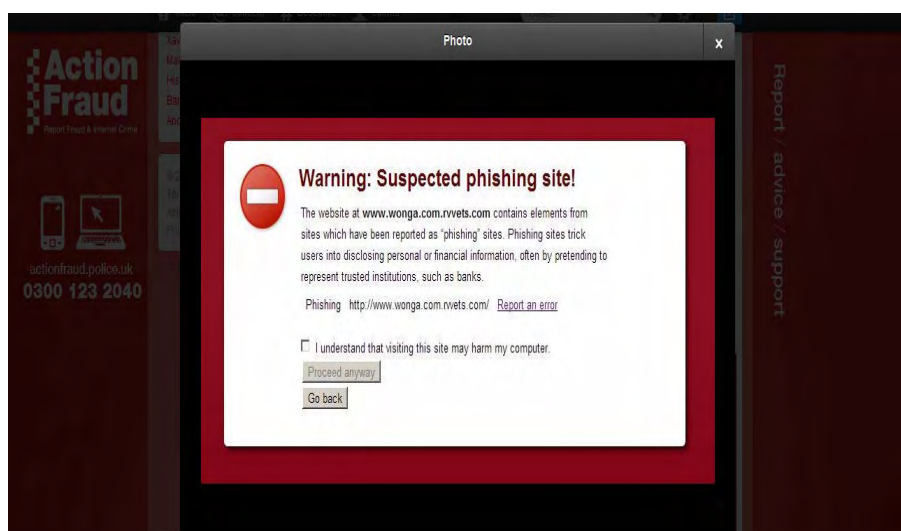 Photo
x
Action
Fraud
Report Fraud & Internet Crime
actionfraud.police.uk
0300 123 2040
Warning: Suspected phishing site!
The website at www.wonga.com.rvvets.com contains elements from
sites which have been reported as "phishing" sites. Phishing sites trick
users into disclosing personal or financial information, often by pretending to
represent trusted institutions, such as banks.
Phishing http://www.wonga.com.rvvets.com/ Report an error
I understand that visiting this site may harm my computer.
Proceed anyway
Go back
Report / advice / support